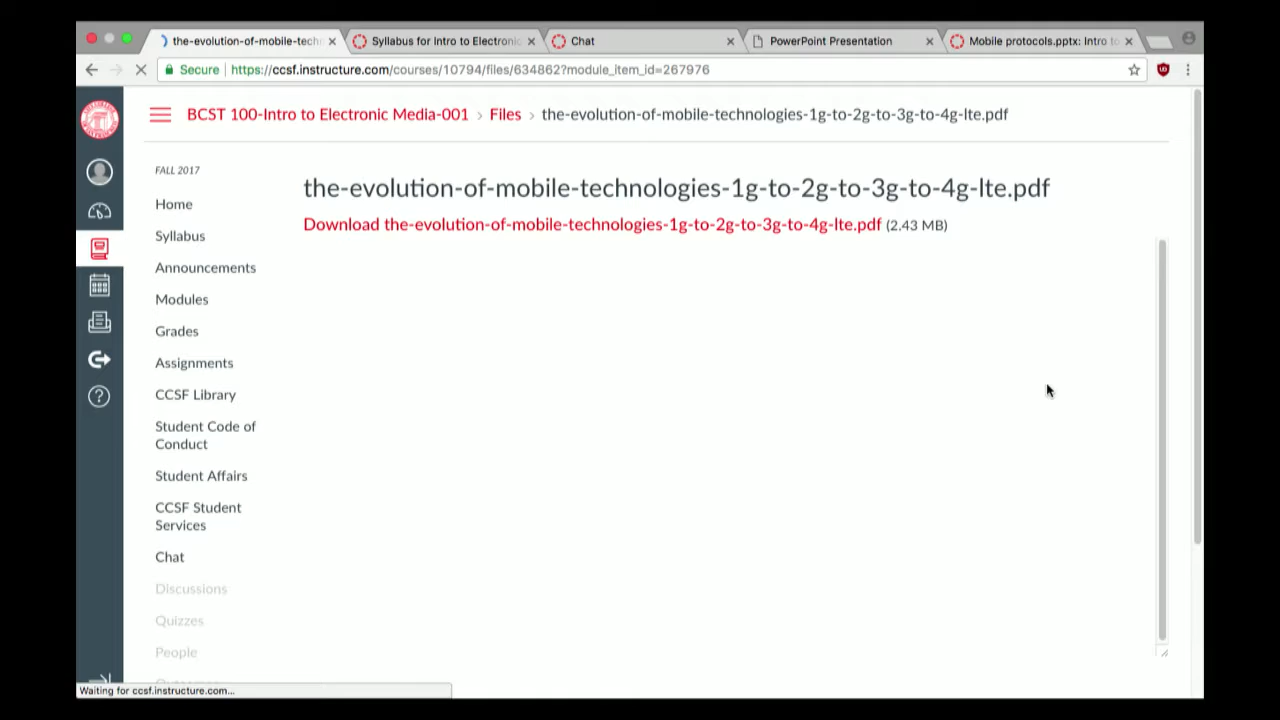 the-evolution-of-mobile-tech
Syllabus for Intro to Electronic
Chat
PowerPoint Presentation
Mobile protocols.pptx: Intro to
Secure
https://ccsf.instructure.com/courses/10794/files/634862?module_item_id=267976
BCST 100-Intro to Electronic Media-001 › Files › the-evolution-of-mobile-technologies-1g-to-2g-to-3g-to-4g-lte.pdf
FALL 2017
Home
Syllabus
Announcements
Modules
Grades
Assignments
CCSF Library
Student Code of
Conduct
Student Affairs
CCSF Student
Services
Chat
Discussions
Quizzes
People
the-evolution-of-mobile-technologies-1g-to-2g-to-3g-to-4g-lte.pdf
Download the-evolution-of-mobile-technologies-1g-to-2g-to-3g-to-4g-lte.pdf (2.43 MB)
Waiting for ccsf.instructure.com...